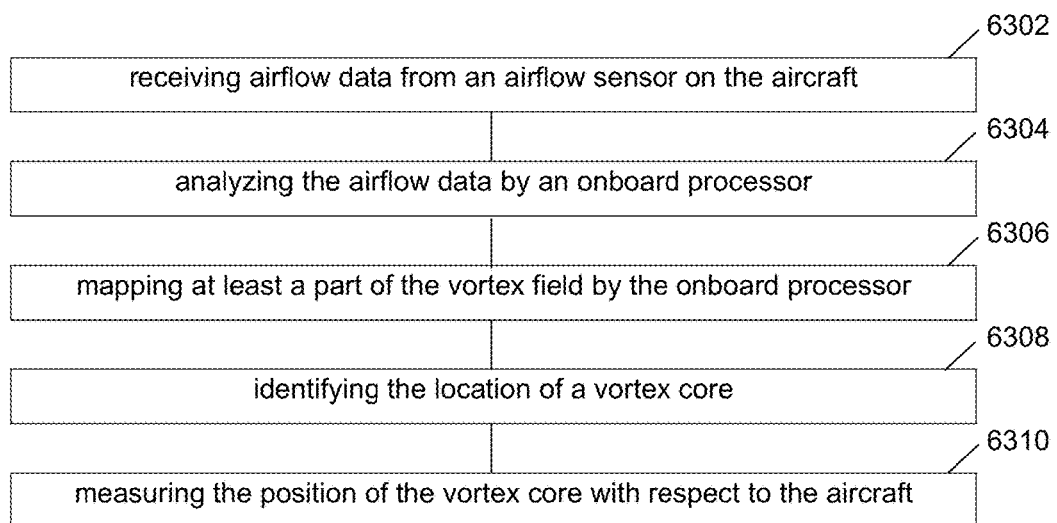 6302
receiving airflow data from an airflow sensor on the aircraft
6304
analyzing the airflow data by an onboard processor
6306
mapping at least a part of the vortex field by the onboard processor
6308
identifying the location of a vortex core
6310
measuring the position of the vortex core with respect to the aircraft